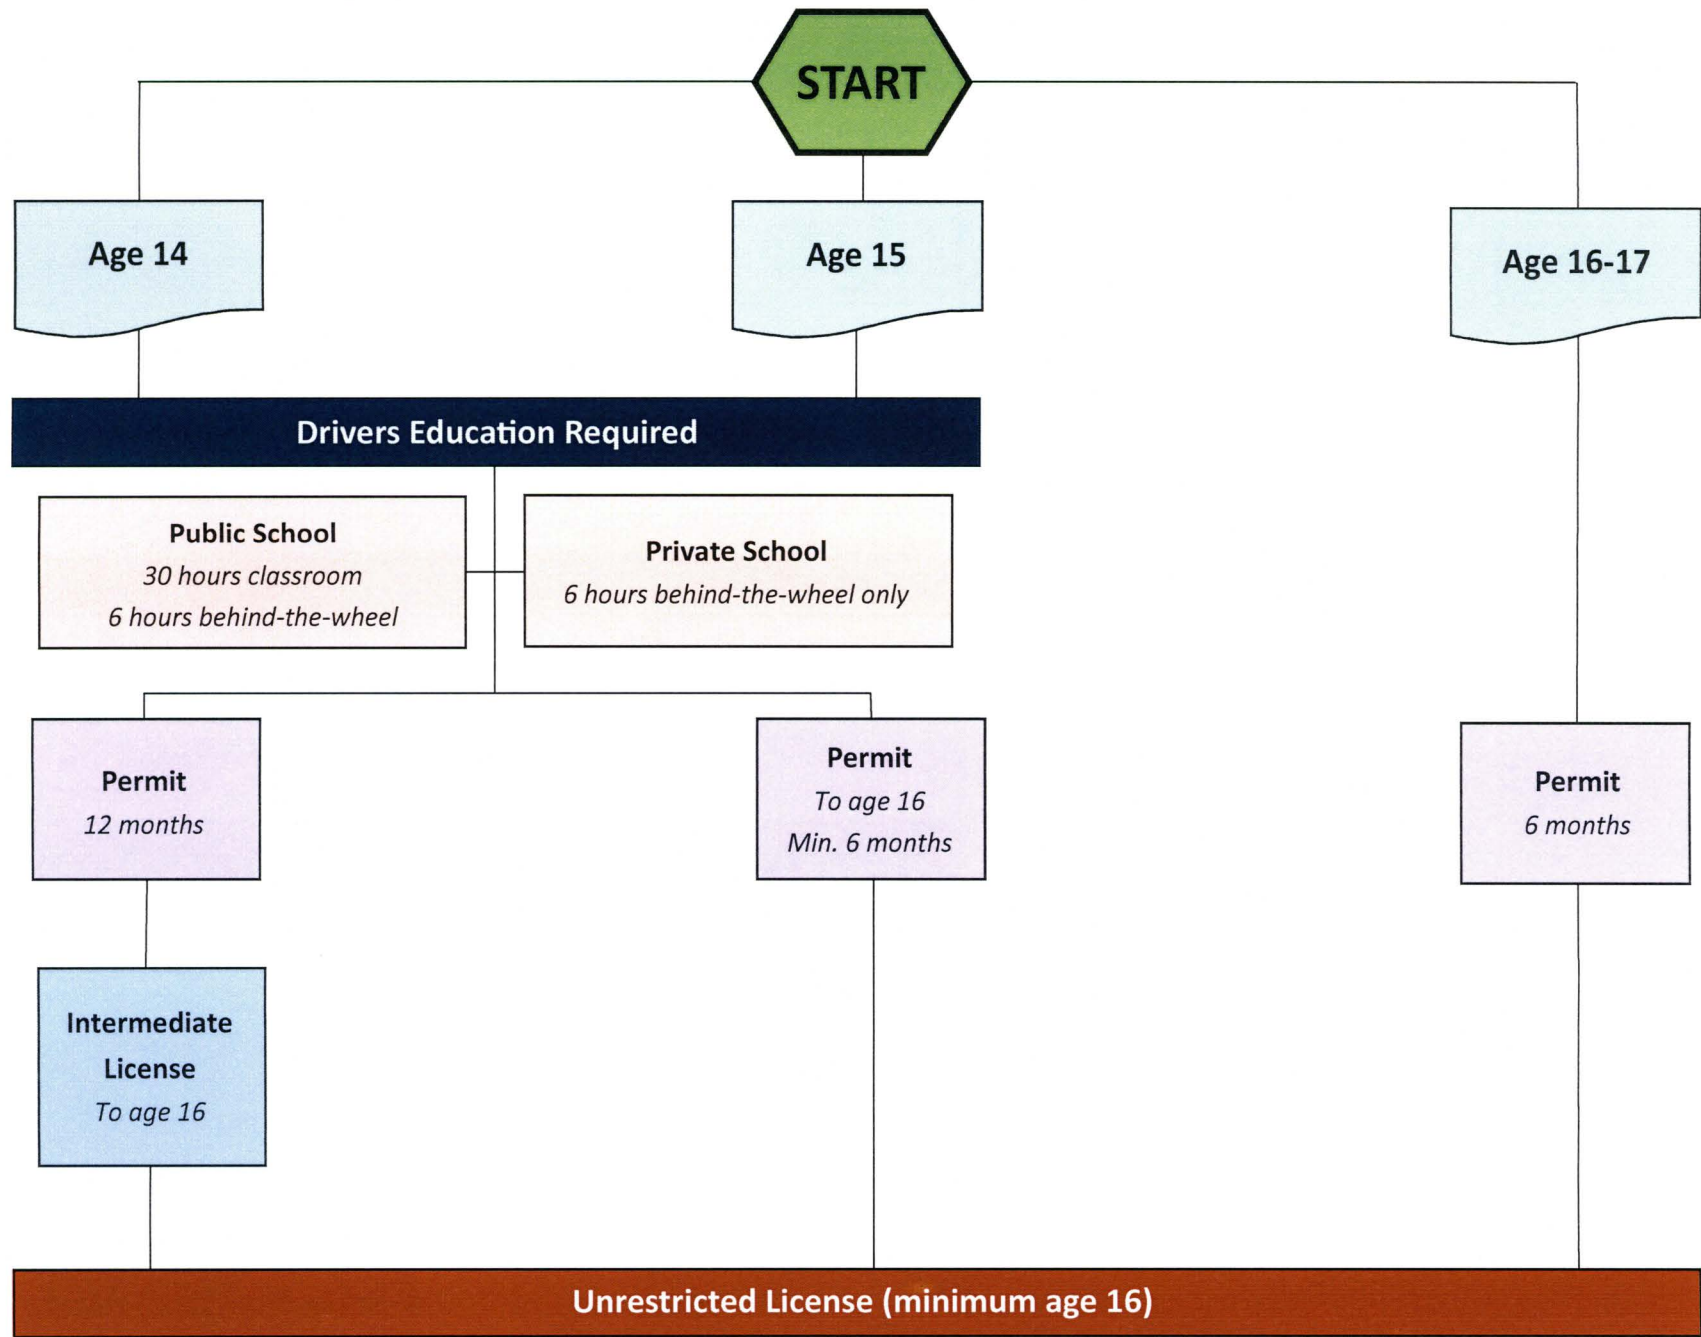 START
Age 14
Age 15
Age 16-17
Drivers Education Required
Public School
30 hours classroom
6 hours behind-the-wheel
Private School
6 hours behind-the-wheel only
Permit
12 months
Permit
To age 16
Min. 6 months
Permit
6 months
Intermediate
License
To age 16
Unrestricted License (minimum age 16)